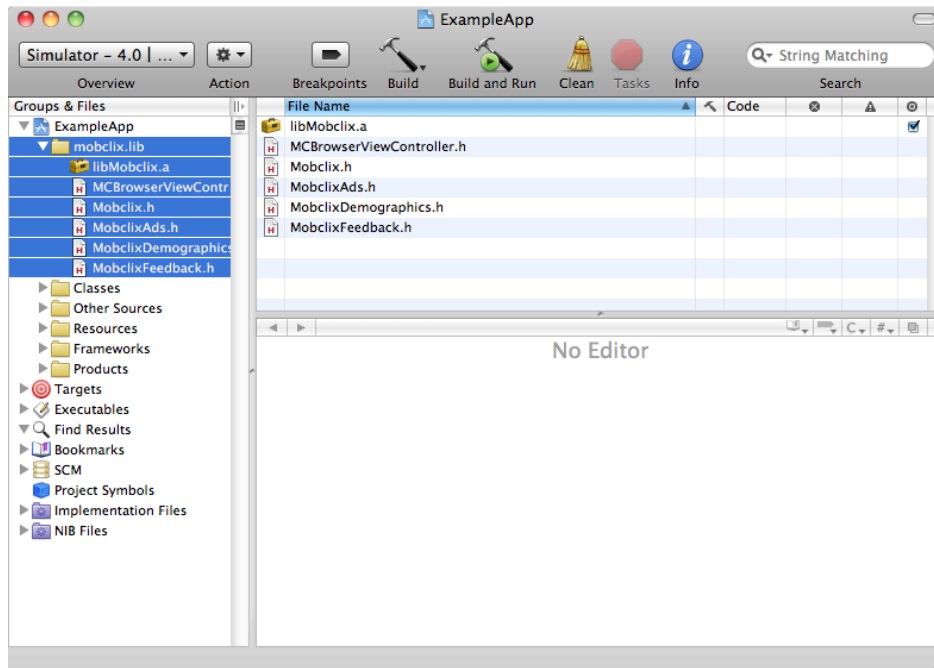 ExampleApp
Simulator - 4.0 | ...
String Matching
Overview Action Breakpoints Build Build and Run Clean Tasks Info Search
Groups & Files File Name Code
ExampleApp libMobclix.a
mobclix.lib MCBrowserViewController.h
libMobclix.a Mobclix.h
MCBrowserViewContr MobclixAds.h
Mobclix.h MobclixDemographics.h
MobclixAds.h MobclixFeedback.h
MobclixDemographics
MobclixFeedback.h
Classes
Other Sources
Resources C #
Frameworks No Editor
Products
Targets
Executables
Find Results
Bookmarks
SCM
Project Symbols
Implementation Files
NIB Files